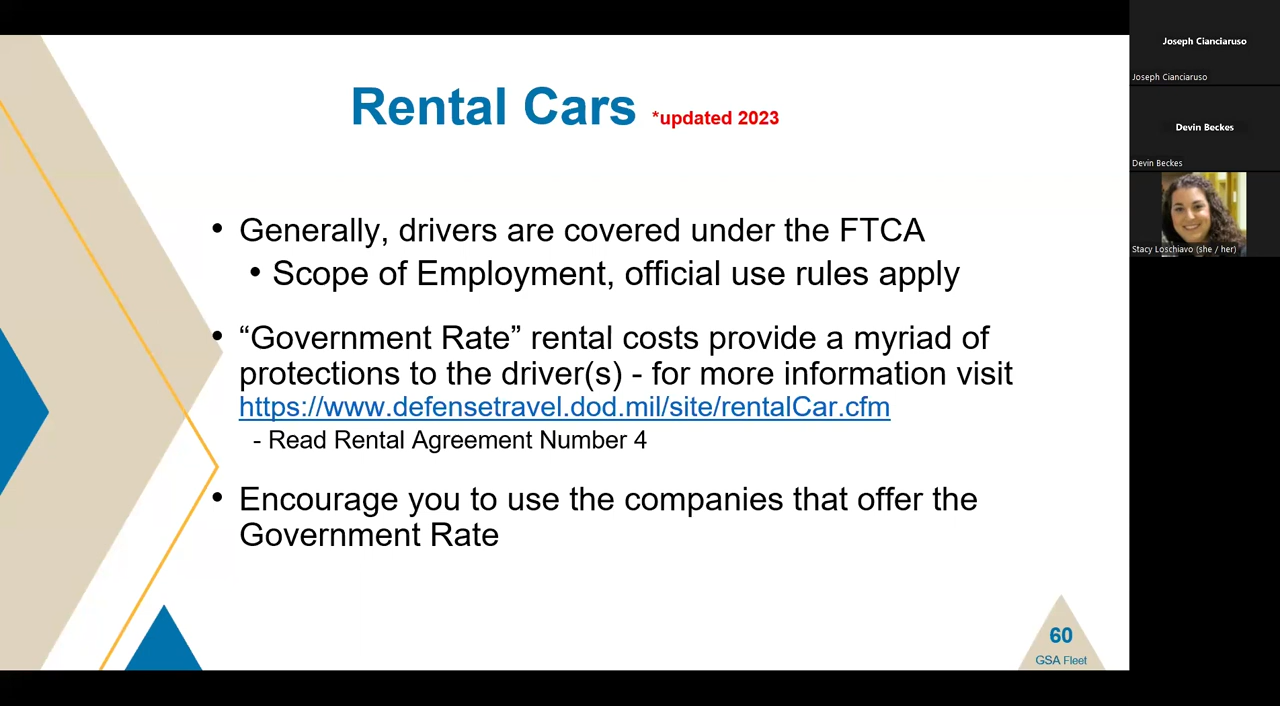 Rental Cars *updated 2023
• Generally, drivers are covered under the FTCA
• Scope of Employment, official use rules apply
• “Government Rate” rental costs provide a myriad of
protections to the driver(s) - for more information visit
https://www.defensetravel.dod.mil/site/rentalCar.cfm
- Read Rental Agreement Number 4
• Encourage you to use the companies that offer the
Government Rate
60
GSA Fleet
Joseph Cianciaruso
Joseph Cianciaruso
Devin Beckes
Devin Beckes
Stacy Loschiavo (she / her)